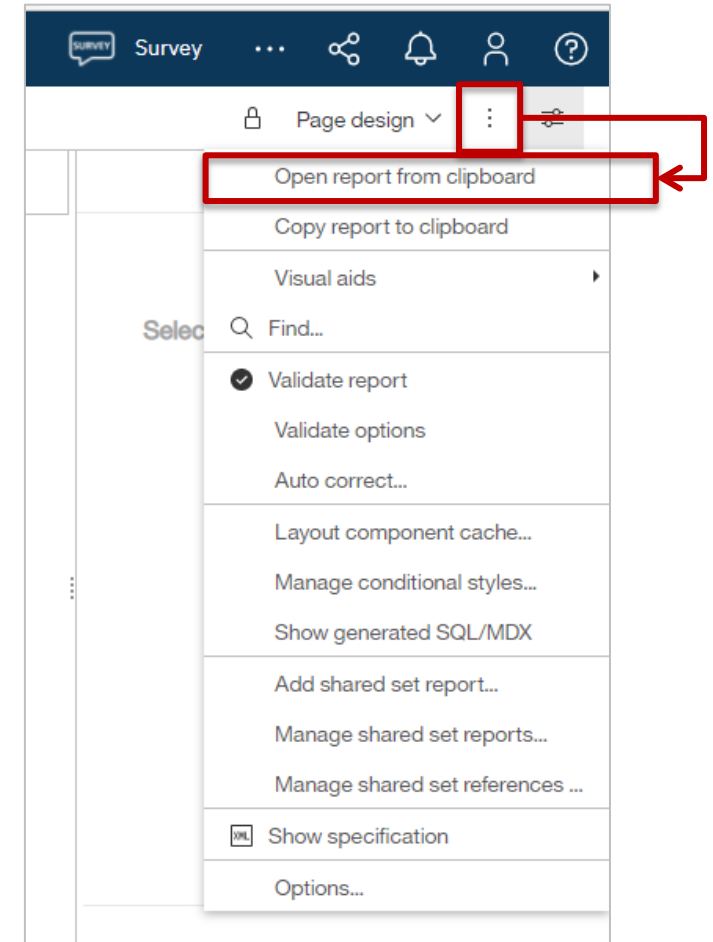 SURVEY Survey ...
Page design
Open report from clipboard
Copy report to clipboard
Visual aids
Selec
Find...
Validate report
Validate options
Auto correct...
Layout component cache...
Manage conditional styles...
Show generated SQL/MDX
Add shared set report...
Manage shared set reports...
Manage shared set references ...
XML Show specification
Options...